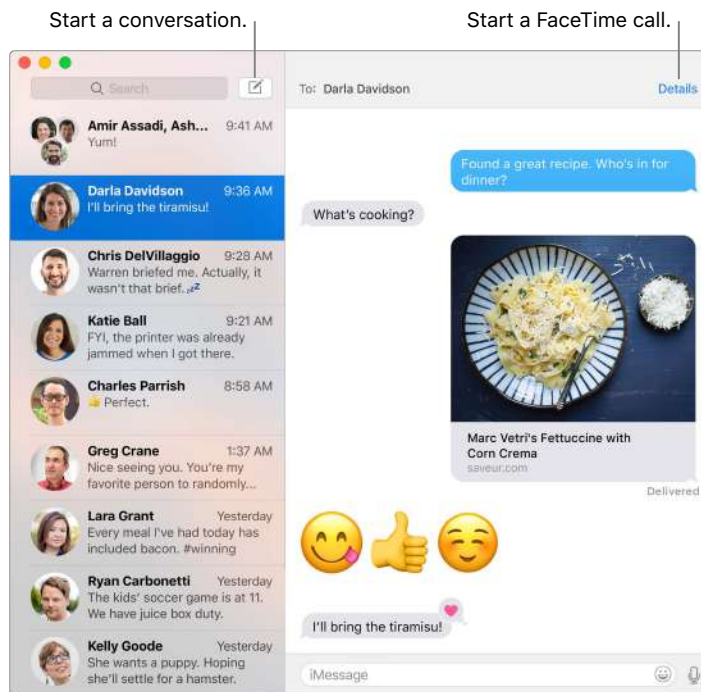 Start a conversation.
Start a FaceTime call.
Search
Amir Assadi, Ash... 9:41 AM
Yum!
Darla Davidson 9:36 AM
I'll bring the tiramisu!
Chris DelVillaggio 9:28 AM
Warren briefed me. Actually, it
wasn't that brief. 💤
Katie Ball 9:21 AM
FYI, the printer was already
jammed when I got there.
Charles Parrish 8:58 AM
👍 Perfect.
Greg Crane 1:37 AM
Nice seeing you. You're my
favorite person to randomly...
Lara Grant Yesterday
Every meal I've had today has
included bacon. #winning
Ryan Carbonetti Yesterday
The kids' soccer game is at 11.
We have juice box duty.
Kelly Goode Yesterday
She wants a puppy. Hoping
she'll settle for a hamster.
To: Darla Davidson
Details
Found a great recipe. Who's in for
dinner?
What's cooking?
Marc Vetri's Fettuccine with
Corn Crema
saveur.com
Delivered
I'll bring the tiramisu!
iMessage